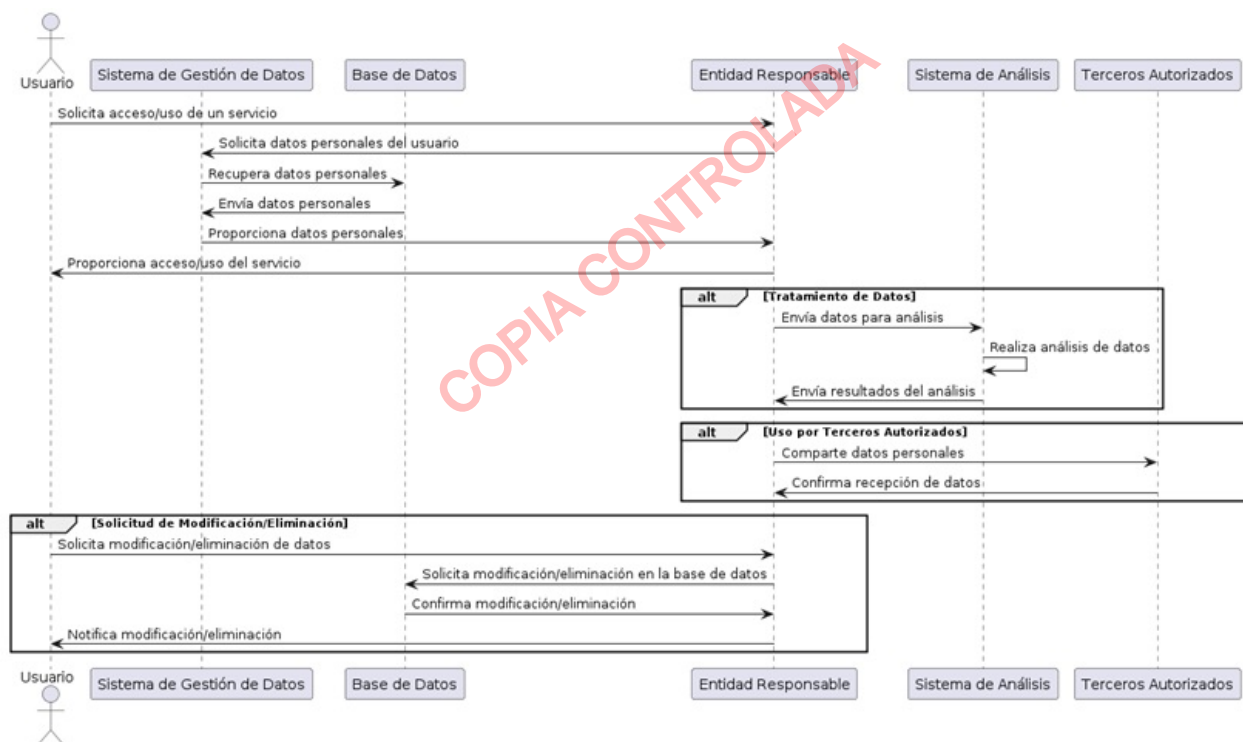 Usuario
Sistema de Gestión de Datos
Base de Datos
Entidad Responsable
Sistema de Análisis
Terceros Autorizados
Solicita acceso/uso de un servicio
Solicita datos personales del usuario
Recupera datos personales
Envía datos personales
Proporciona datos personales
Proporciona acceso/uso del servicio
alt [Tratamiento de Datos]
Envía datos para análisis
Realiza análisis de datos
Envía resultados del análisis
alt [Uso por Terceros Autorizados]
Comparte datos personales
Confirma recepción de datos
alt [Solicitud de Modificación/Eliminación]
Solicita modificación/eliminación de datos
Solicita modificación/eliminación en la base de datos
Confirma modificación/eliminación
Notifica modificación/eliminación
Usuario
Sistema de Gestión de Datos
Base de Datos
Entidad Responsable
Sistema de Análisis
Terceros Autorizados
COPIA CONTROLADA